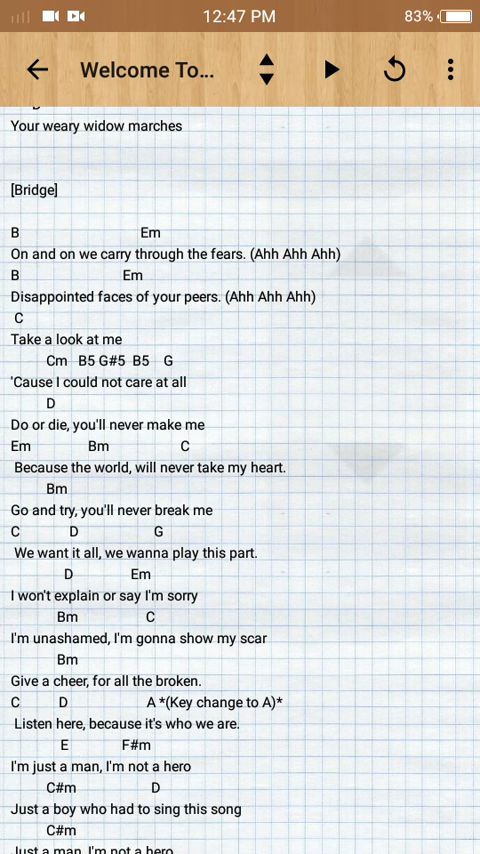 12:47 PM
83%
Welcome To...
Your weary widow marches
[Bridge]
B Em
On and on we carry through the fears. (Ahh Ahh Ahh)
B Em
Disappointed faces of your peers. (Ahh Ahh Ahh)
C
Take a look at me
Cm B5 G#5 B5 G
'Cause I could not care at all
D
Do or die, you'll never make me
Em Bm C
Because the world, will never take my heart.
Bm
Go and try, you'll never break me
C D G
We want it all, we wanna play this part.
D Em
I won't explain or say I'm sorry
Bm C
I'm unashamed, I'm gonna show my scar
Bm
Give a cheer, for all the broken.
C D A *(Key change to A)*
Listen here, because it's who we are.
E F#m
I'm just a man, I'm not a hero
C#m D
Just a boy who had to sing this song
C#m
Just a man, I'm not a hero